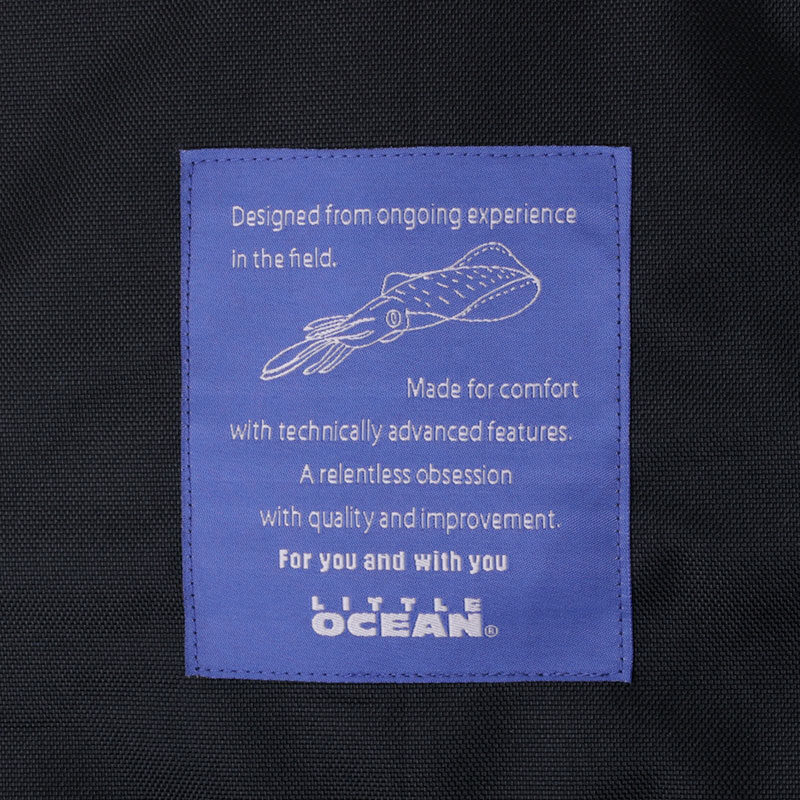 Designed from ongoing experience
in the field.
Made for comfort
with technically advanced features.
A relentless obsession
with quality and improvement.
For you and with you
LITTLE
OCEAN®